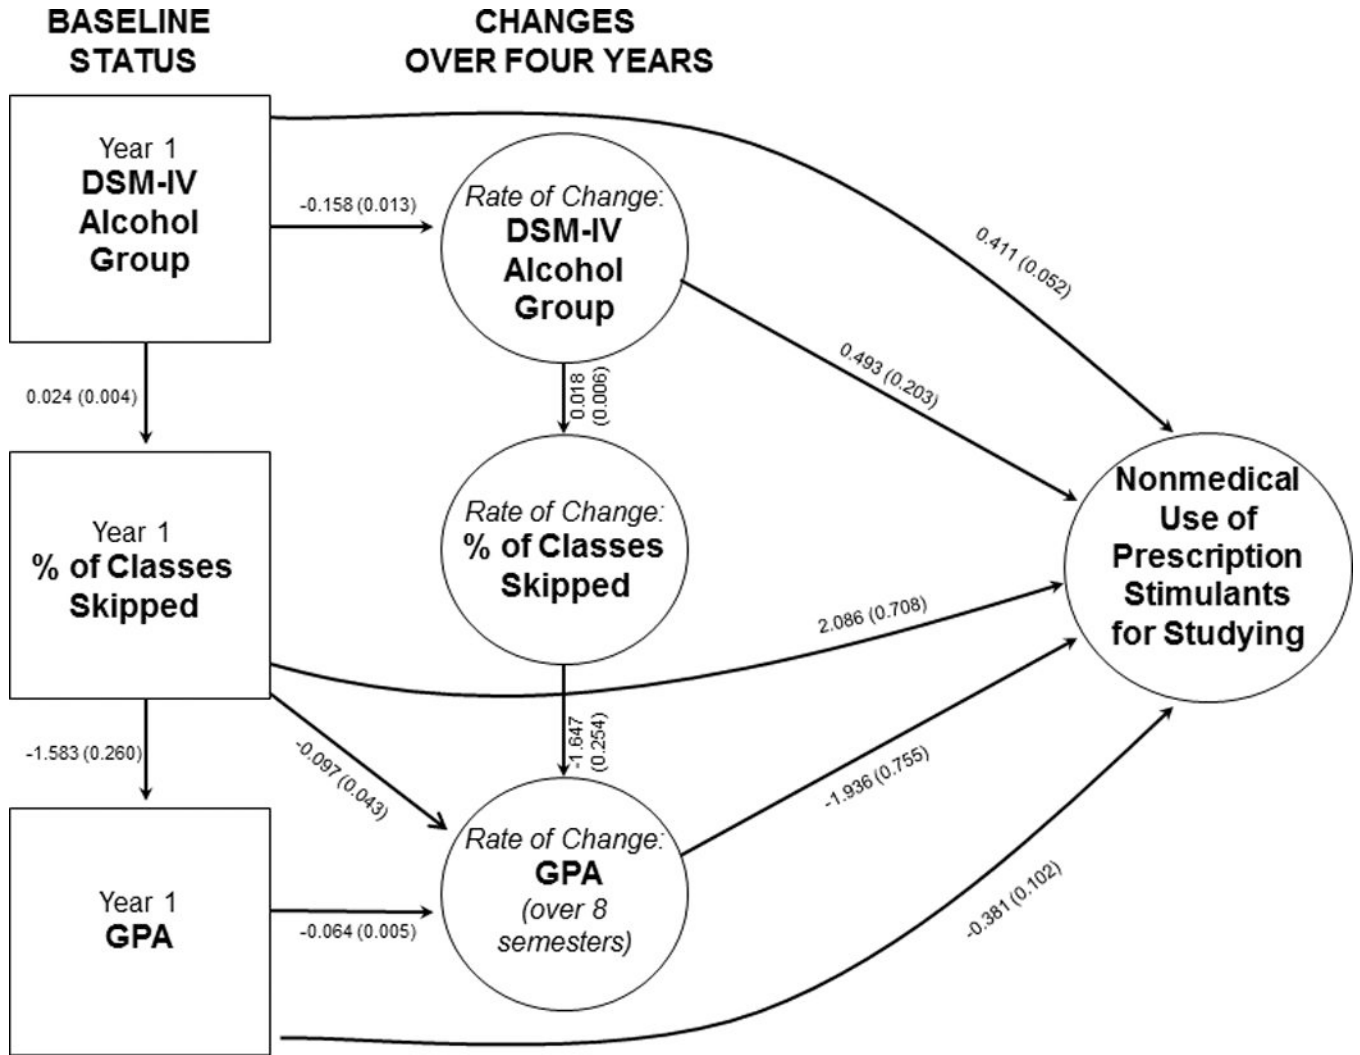 BASELINE
STATUS
CHANGES
OVER FOUR YEARS
Year 1
DSM-IV
Alcohol
Group
-0.158 (0.013)
Rate of Change:
DSM-IV
Alcohol
Group
0.411 (0.052)
0.493 (0.203)
0.024 (0.004)
0.018
(0.006)
Year 1
% of Classes
Skipped
Rate of Change:
% of Classes
Skipped
Nonmedical
Use of
Prescription
Stimulants
for Studying
2.086 (0.708)
-1.583 (0.260)
-0.097 (0.043)
-1.647
(0.254)
-1.936 (0.755)
Year 1
GPA
-0.064 (0.005)
Rate of Change:
GPA
(over 8
semesters)
-0.381 (0.102)